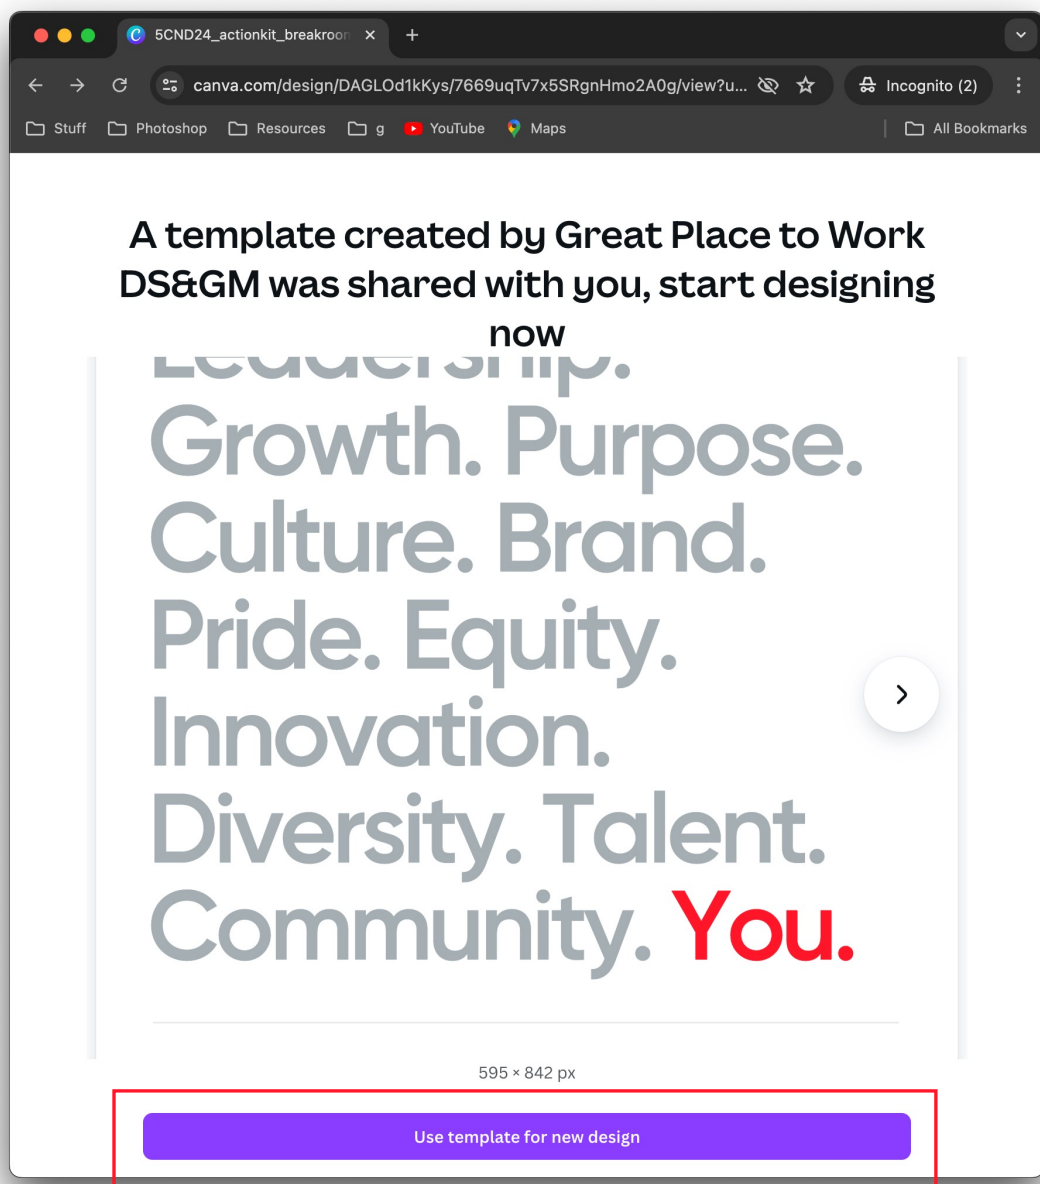 5CND24_actionkit_breakroon
canva.com/design/DAGLOd1kKys/7669uqTv7x5SRgnHmo2A0g/view?u...
Incognito (2)
Stuff
Photoshop
Resources
g
YouTube
Maps
All Bookmarks
A template created by Great Place to Work
DS&GM was shared with you, start designing
now
Leadership.
Growth. Purpose.
Culture. Brand.
Pride. Equity.
Innovation.
Diversity. Talent.
Community. You.
595 × 842 px
Use template for new design